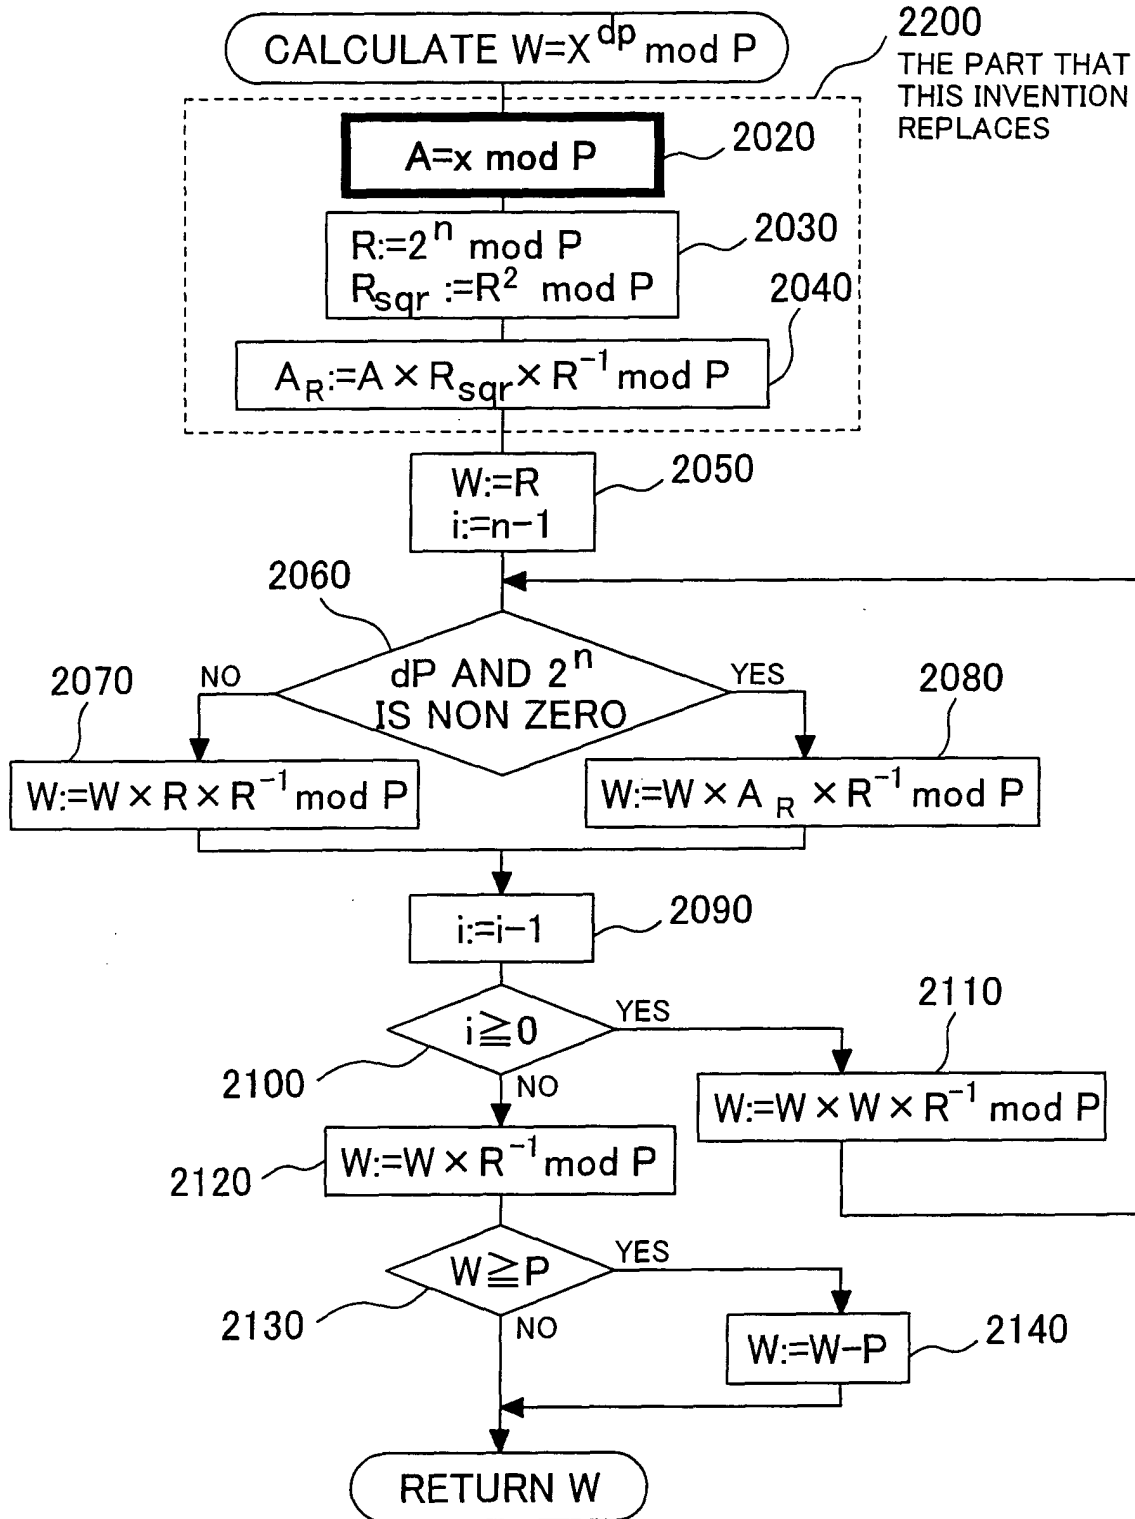 CALCULATE W=X^dp mod P
2200
THE PART THAT
THIS INVENTION
REPLACES
A=x mod P
2020
R:=2^n mod P
R_sqr :=R^2 mod P
2030
2040
A_R:=A×R_sqr×R^-1 mod P
W:=R
i:=n-1
2050
2060
dP AND 2^n
IS NON ZERO
NO
YES
2070
2080
W:=W×R×R^-1 mod P
W:=W×A_R×R^-1 mod P
i:=i-1
2090
i≧0
YES
2110
2100
NO
W:=W×W×R^-1 mod P
W:=W×R^-1 mod P
2120
W≧P
YES
2130
NO
W:=W-P
2140
RETURN W